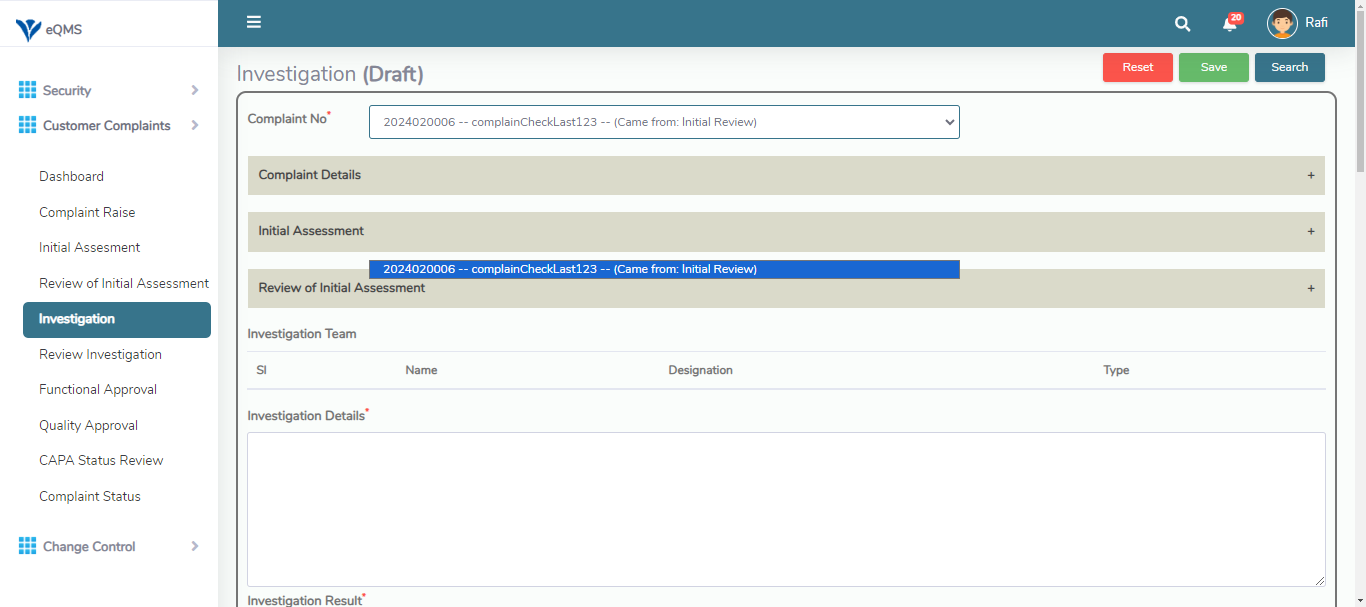 eQMS
20
Rafi
Security
Customer Complaints
Dashboard
Complaint Raise
Initial Assesment
Review of Initial Assessment
Investigation
Review Investigation
Functional Approval
Quality Approval
CAPA Status Review
Complaint Status
Change Control
Investigation (Draft)
Reset Save Search
Complaint No* 2024020006 -- complainCheckLast123 -- (Came from: Initial Review)
Complaint Details +
Initial Assessment +
2024020006 -- complainCheckLast123 -- (Came from: Initial Review)
Review of Initial Assessment +
Investigation Team
Sl Name Designation Type
Investigation Details*
Investigation Result*